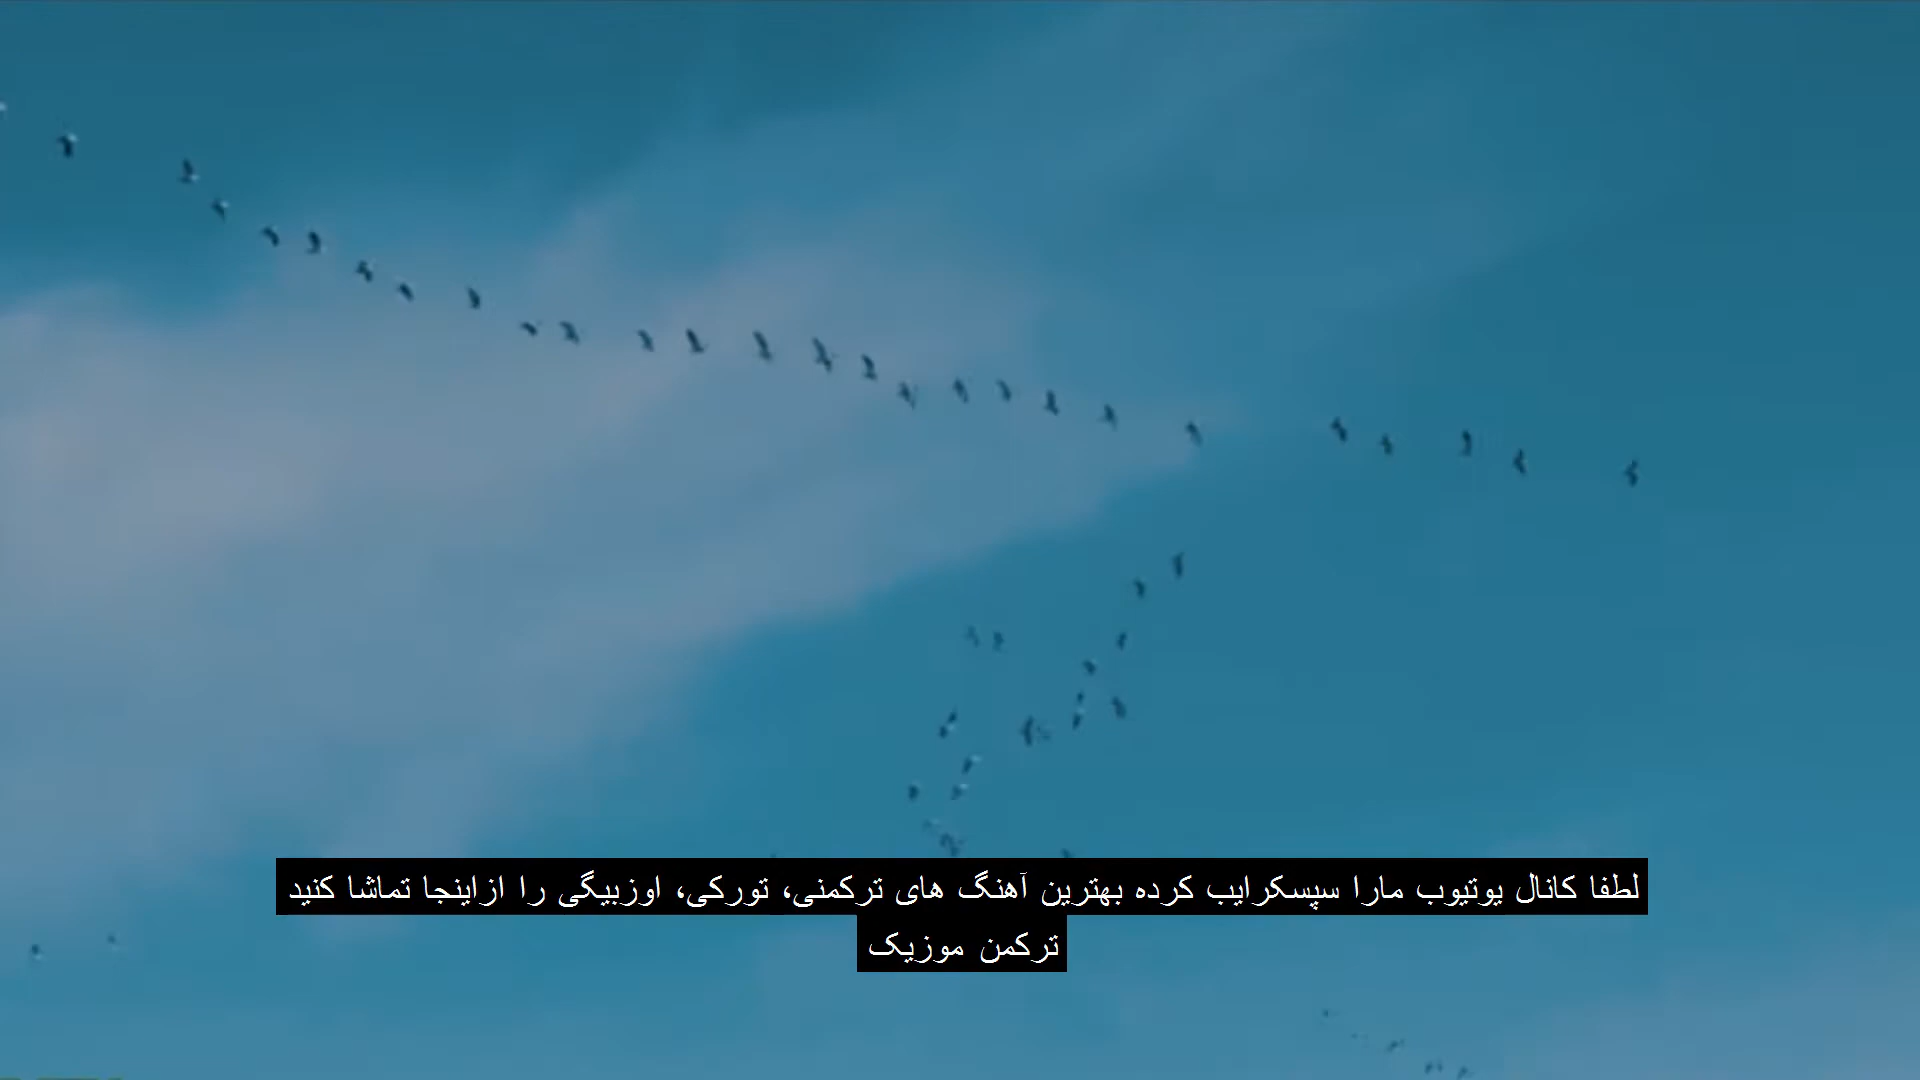 لطفا کانال یوتیوب مارا سپسکرایب کرده بهترین آهنگ های ترکمنی، تورکی، اوزبیگی را ازاینجا تماشا کنید
ترکمن موزیک